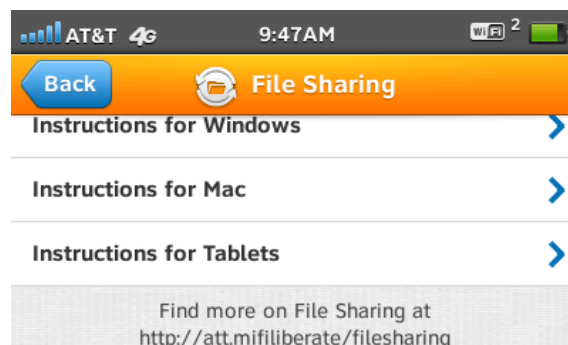 AT&T 4G 9:47AM WiFi 2
Back File Sharing
Instructions for Windows
Instructions for Mac
Instructions for Tablets
Find more on File Sharing at
http://att.mifiliberate/filesharing